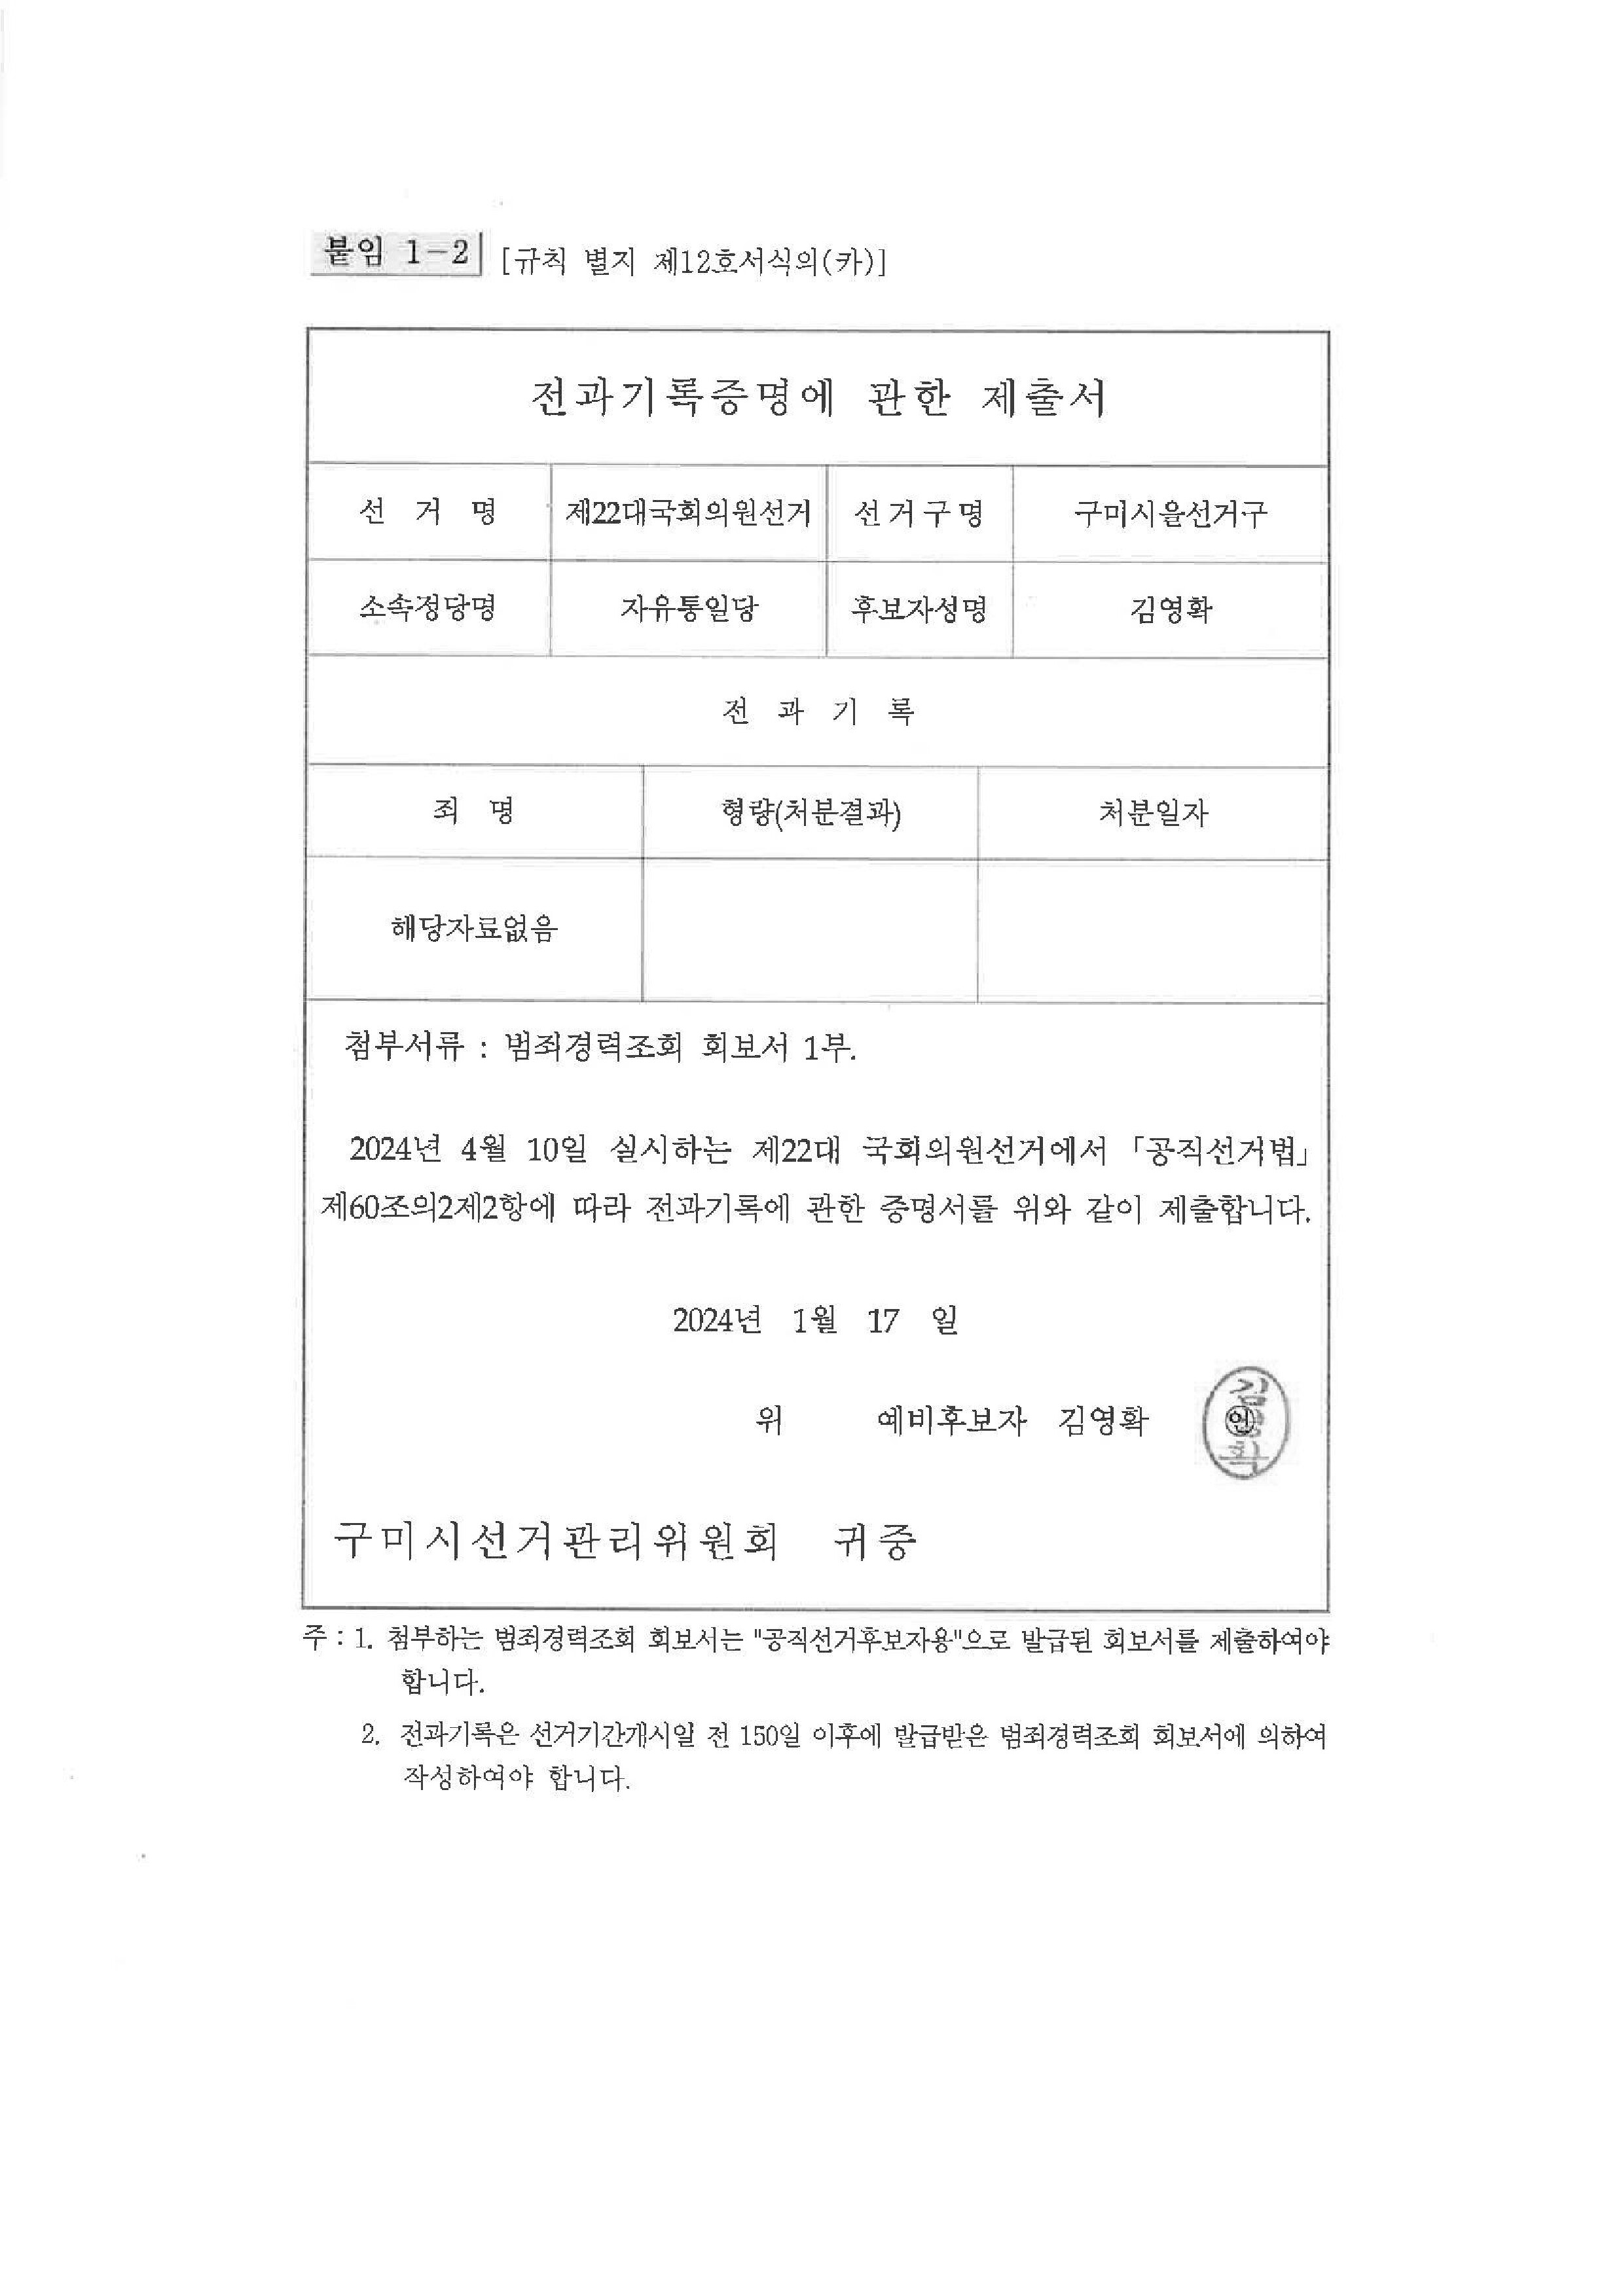 붙임 1-2 [규칙 별지 제12호서식의(카)]
전과기록증명에 관한 제출서
선 거 명 제22대국회의원선거 선거구명 구미시을선거구
소속정당명 자유통일당 후보자성명 김영확
전 과 기 록
죄 명 형량(처분결과) 처분일자
해당자료없음
첨부서류 : 범죄경력조회 회보서 1부.
2024년 4월 10일 실시하는 제22대 국회의원선거에서 「공직선거법」
제60조의2제2항에 따라 전과기록에 관한 증명서를 위와 같이 제출합니다.
2024년 1월 17 일
위 예비후보자 김영확 인
김영확
구미시선거관리위원회 귀중
주 : 1. 첨부하는 범죄경력조회 회보서는 "공직선거후보자용"으로 발급된 회보서를 제출하여야
합니다.
2. 전과기록은 선거기간개시일 전 150일 이후에 발급받은 범죄경력조회 회보서에 의하여
작성하여야 합니다.